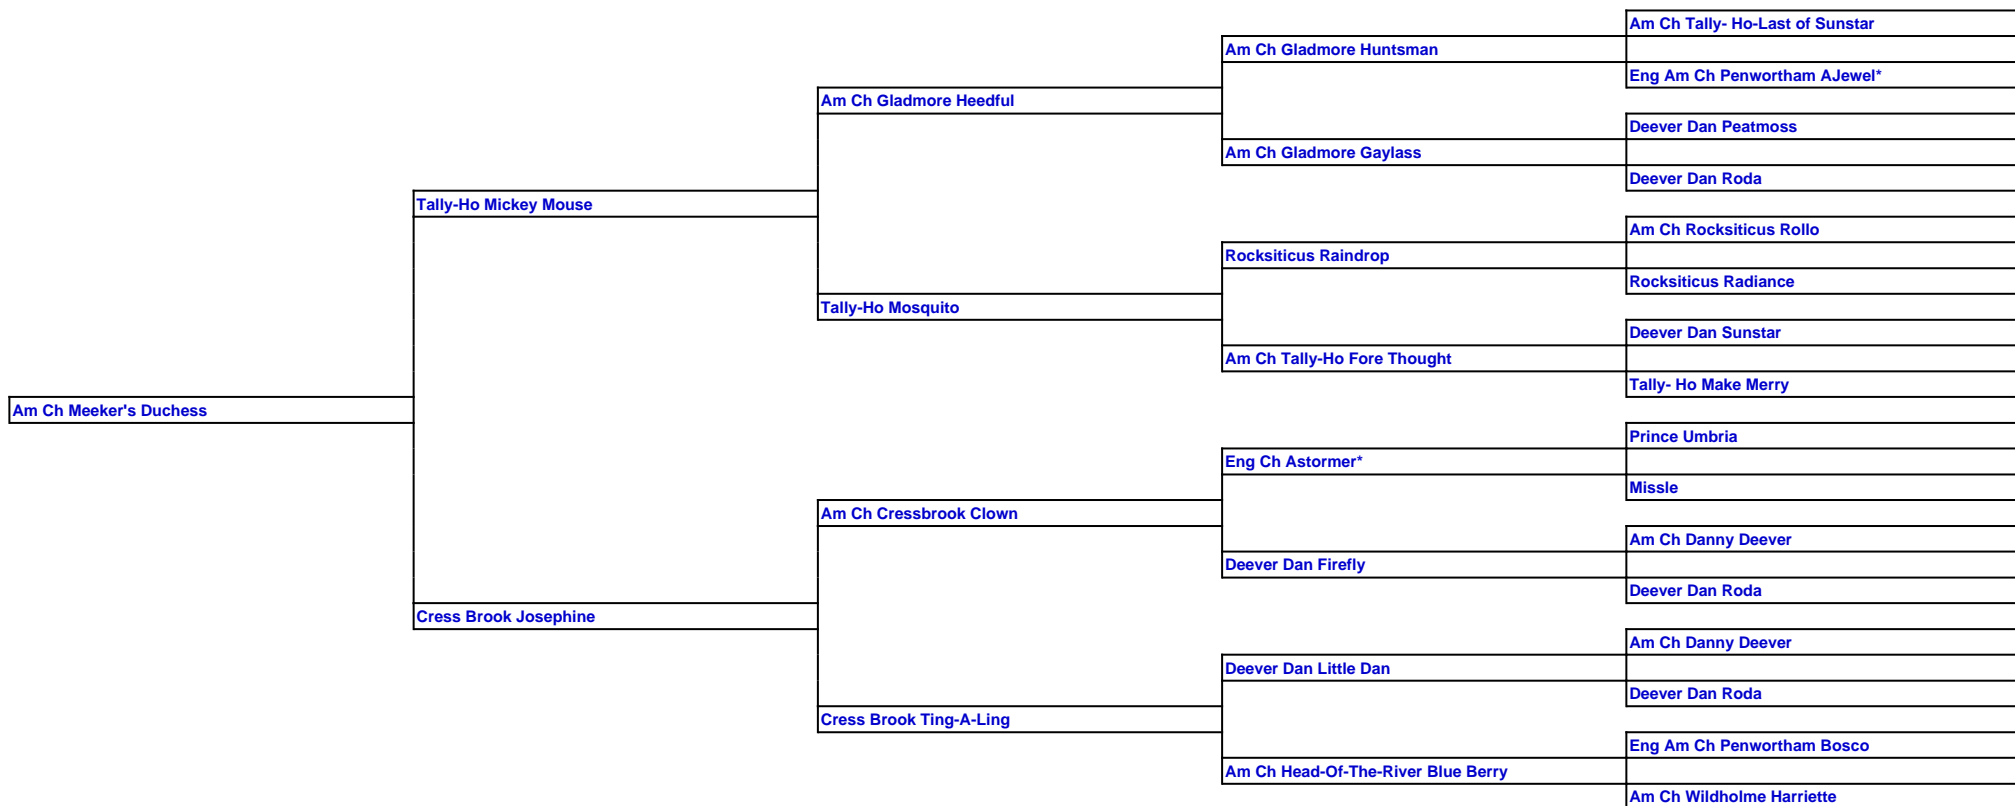 Am Ch Tally- Ho-Last of Sunstar
Am Ch Gladmore Huntsman
Eng Am Ch Penwortham AJewel*
Am Ch Gladmore Heedful
Deever Dan Peatmoss
Am Ch Gladmore Gaylass
Deever Dan Roda
Tally-Ho Mickey Mouse
Am Ch Rocksiticus Rollo
Rocksiticus Raindrop
Rocksiticus Radiance
Tally-Ho Mosquito
Deever Dan Sunstar
Am Ch Tally-Ho Fore Thought
Tally- Ho Make Merry
Am Ch Meeker's Duchess
Prince Umbria
Eng Ch Astormer*
Missle
Am Ch Cressbrook Clown
Am Ch Danny Deever
Deever Dan Firefly
Deever Dan Roda
Cress Brook Josephine
Am Ch Danny Deever
Deever Dan Little Dan
Deever Dan Roda
Cress Brook Ting-A-Ling
Eng Am Ch Penwortham Bosco
Am Ch Head-Of-The-River Blue Berry
Am Ch Wildholme Harriette